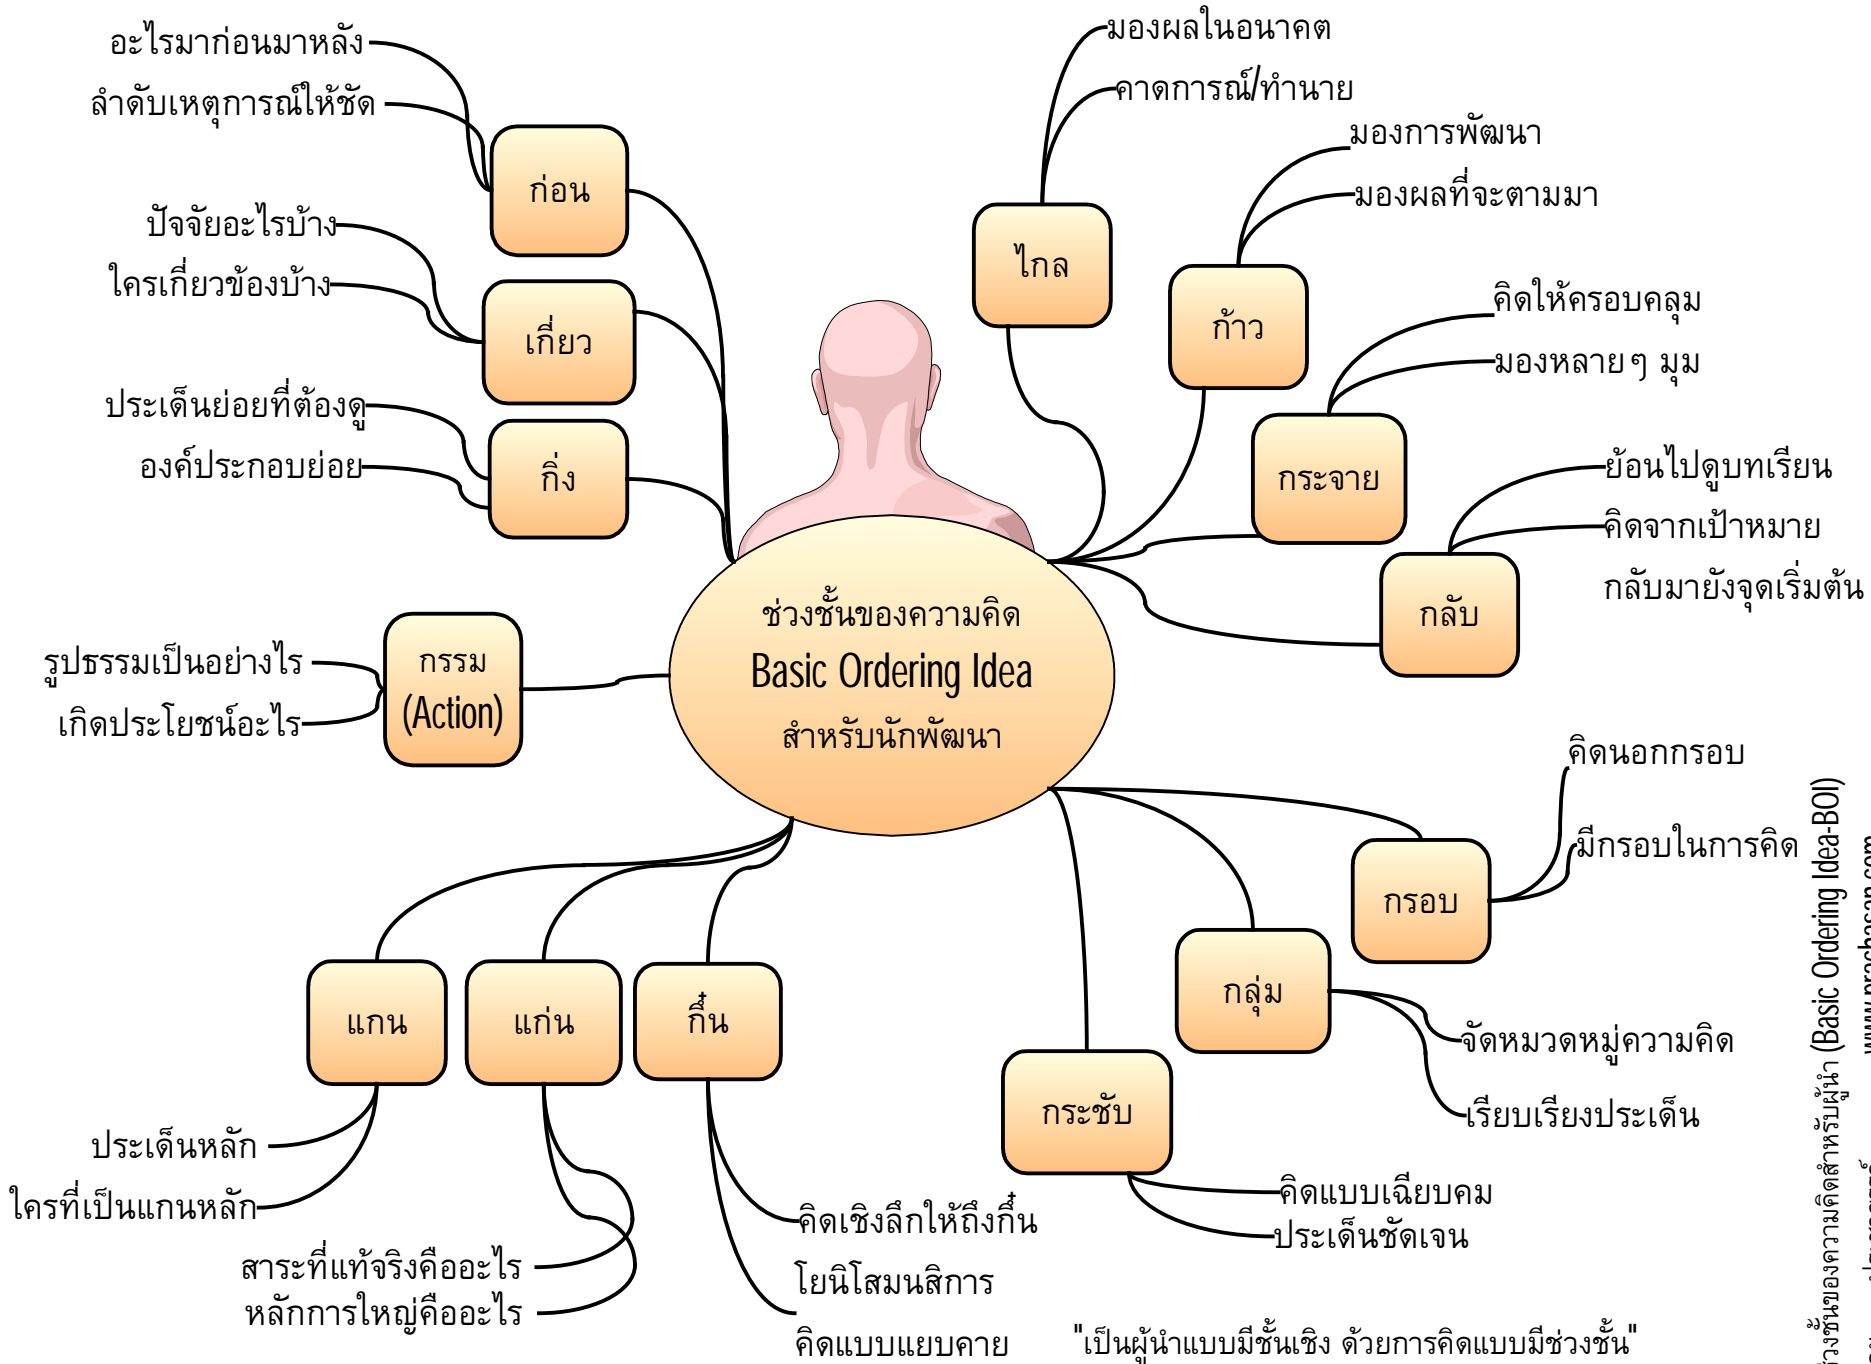 อะไรมาก่อนมาหลัง
ลำดับเหตุการณ์ให้ชัด
ก่อน
ปัจจัยอะไรบ้าง
ใครเกี่ยวข้องบ้าง
เกี่ยว
ประเด็นย่อยที่ต้องดู
องค์ประกอบย่อย
กิ่ง
รูปธรรมเป็นอย่างไร
เกิดประโยชน์อะไร
กรรม
(Action)
มองผลในอนาคต
คาดการณ์/ทำนาย
ไกล
มองการพัฒนา
มองผลที่จะตามมา
ก้าว
คิดให้ครอบคลุม
มองหลายๆ มุม
กระจาย
ย้อนไปดูบทเรียน
คิดจากเป้าหมาย
กลับมายังจุดเริ่มต้น
กลับ
ช่วงชั้นของความคิด
Basic Ordering Idea
สำหรับนักพัฒนา
คิดนอกกรอบ
มีกรอบในการคิด
กรอบ
กลุ่ม
จัดหมวดหมู่ความคิด
เรียบเรียงประเด็น
กระชับ
คิดแบบเฉียบคม
ประเด็นชัดเจน
แกน
ประเด็นหลัก
ใครที่เป็นแกนหลัก
แก่น
สาระที่แท้จริงคืออะไร
หลักการใหญ่คืออะไร
กึ๋น
คิดเชิงลึกให้ถึงกึ๋น
โยนิโสมนสิการ
คิดแบบแยบคาย
"เป็นผู้นำแบบมีชั้นเชิง ด้วยการคิดแบบมีช่วงชั้น"
ช่วงชั้นของความคิดสำหรับผู้นำ (Basic Ordering Idea-BOI)
www.prachasan.com